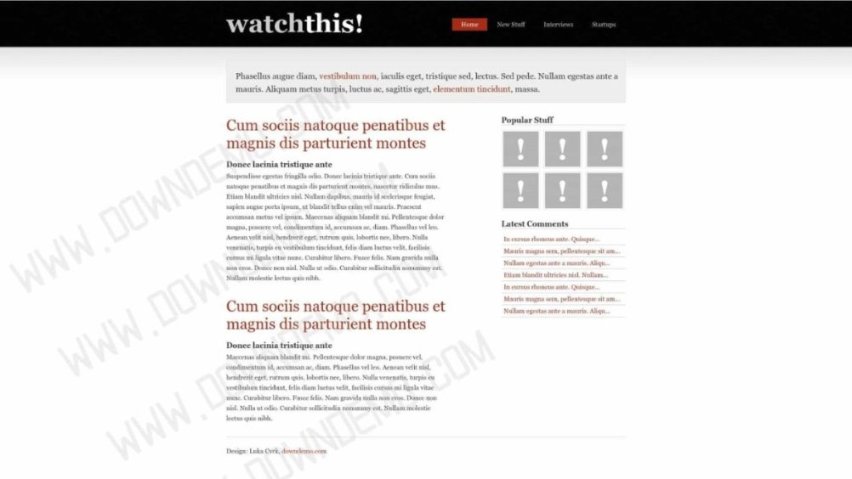 watchthis!
Home New Stuff Interviews Startups
Phasellus augue diam, vestibulum non, iaculis eget, tristique sed, lectus. Sed pede. Nullam egestas ante a
mauris. Aliquam metus turpis, luctus ac, sagittis eget, elementum tincidunt, massa.
Cum sociis natoque penatibus et
magnis dis parturient montes
Donec lacinia tristique ante
Suspendisse egestas fringilla odio. Donec lacinia tristique ante. Cum sociis
natoque penatibus et magnis dis parturient montes, nascetur ridiculus mus.
Etiam blandit ultricies nisl. Nullam dapibus, mauris id scelerisque feugiat,
sapien augue porta ipsum, ut blandit tellus enim vel mauris. Praesent
accumsan metus vel ipsum. Maecenas aliquam blandit mi. Pellentesque dolor
magna, posuere vel, condimentum id, accumsan ac, diam. Phasellus vel leo.
Aenean velit nisl, hendrerit eget, rutrum quis, lobortis nec, libero. Nulla
venenatis, turpis eu vestibulum tincidunt, felis diam luctus velit, facilisis
cursus mi ligula vitae nunc. Curabitur libero. Fusce felis. Nam gravida nulla
non eros. Donec non nisl. Nulla ut odio. Curabitur sollicitudin nonummy est.
Nullam molestie lectus quis nibh.
Cum sociis natoque penatibus et
magnis dis parturient montes
Donec lacinia tristique ante
Maecenas aliquam blandit mi. Pellentesque dolor magna, posuere vel,
condimentum id, accumsan ac, diam. Phasellus vel leo. Aenean velit nisl,
hendrerit eget, rutrum quis, lobortis nec, libero. Nulla venenatis, turpis eu
vestibulum tincidunt, felis diam luctus velit, facilisis cursus mi ligula vitae
nunc. Curabitur libero. Fusce felis. Nam gravida nulla non eros. Donec non
nisl. Nulla ut odio. Curabitur sollicitudin nonummy est. Nullam molestie
lectus quis nibh.
Popular Stuff
! ! !
! ! !
Latest Comments
In cursus rhoncus ante. Quisque...
Mauris magna sem, pellentesque sit am...
Nullam egestas ante a mauris. Aliqu...
Etiam blandit ultricies nisl. Nullam...
In cursus rhoncus ante. Quisque...
Mauris magna sem, pellentesque sit am...
Nullam egestas ante a mauris. Aliqu...
Design: Luka Cvrk, downdemo.com
WWW.DOWNDEMO.COM
WWW.DOWNDEMO.COM
WWW.DOWNDEMO.COM
WWW.DOWNDEMO.COM